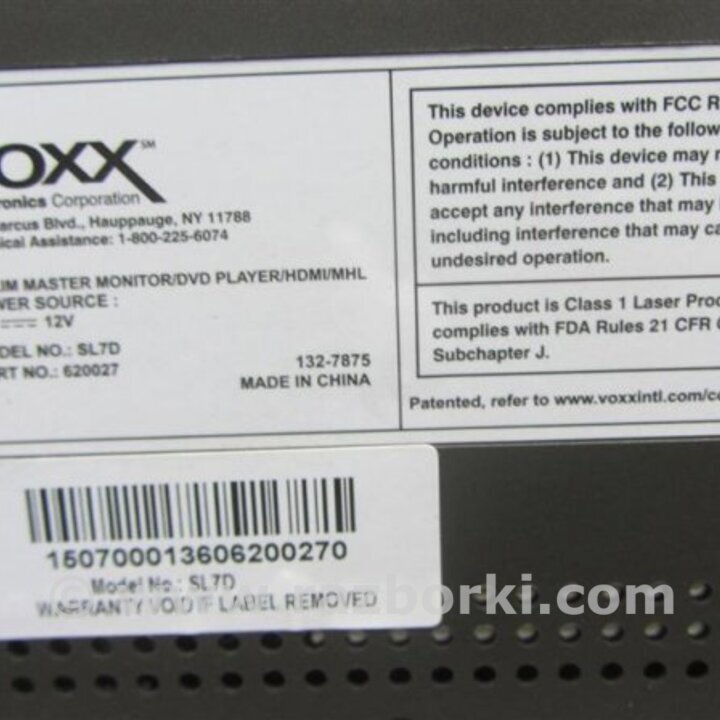 OXX SM
ronics Corporation
arcus Blvd., Hauppauge, NY 11788
ical Assistance: 1-800-225-6074
IM MASTER MONITOR/DVD PLAYER/HDMI/MHL
WER SOURCE :
12V
DEL NO.: SL7D
RT NO.: 620027
132-7875
MADE IN CHINA
This device complies with FCC R
Operation is subject to the follow
conditions : (1) This device may n
harmful interference and (2) This
accept any interference that may
including interference that may ca
undesired operation.
This product is Class 1 Laser Prod
complies with FDA Rules 21 CFR
Subchapter J.
Patented, refer to www.voxxintl.com/co
150700013606200270
Model No : SL7D
WARRANTY VOID IF LABEL REMOVED
razborki.com